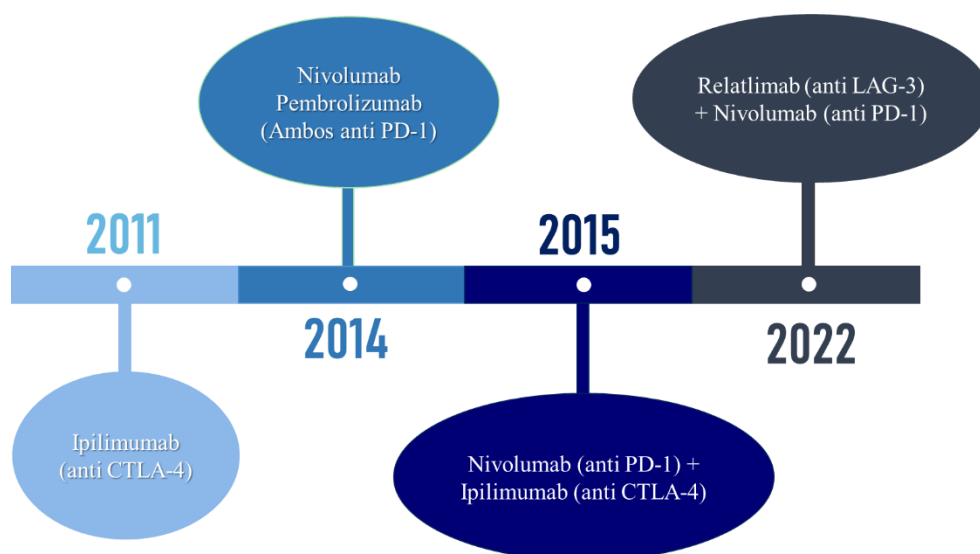 2011
Ipilimumab
(anti CTLA-4)
Nivolumab
Pembrolizumab
(Ambos anti PD-1)
2014
2015
Nivolumab (anti PD-1) +
Ipilimumab (anti CTLA-4)
Relatlimab (anti LAG-3)
+ Nivolumab (anti PD-1)
2022